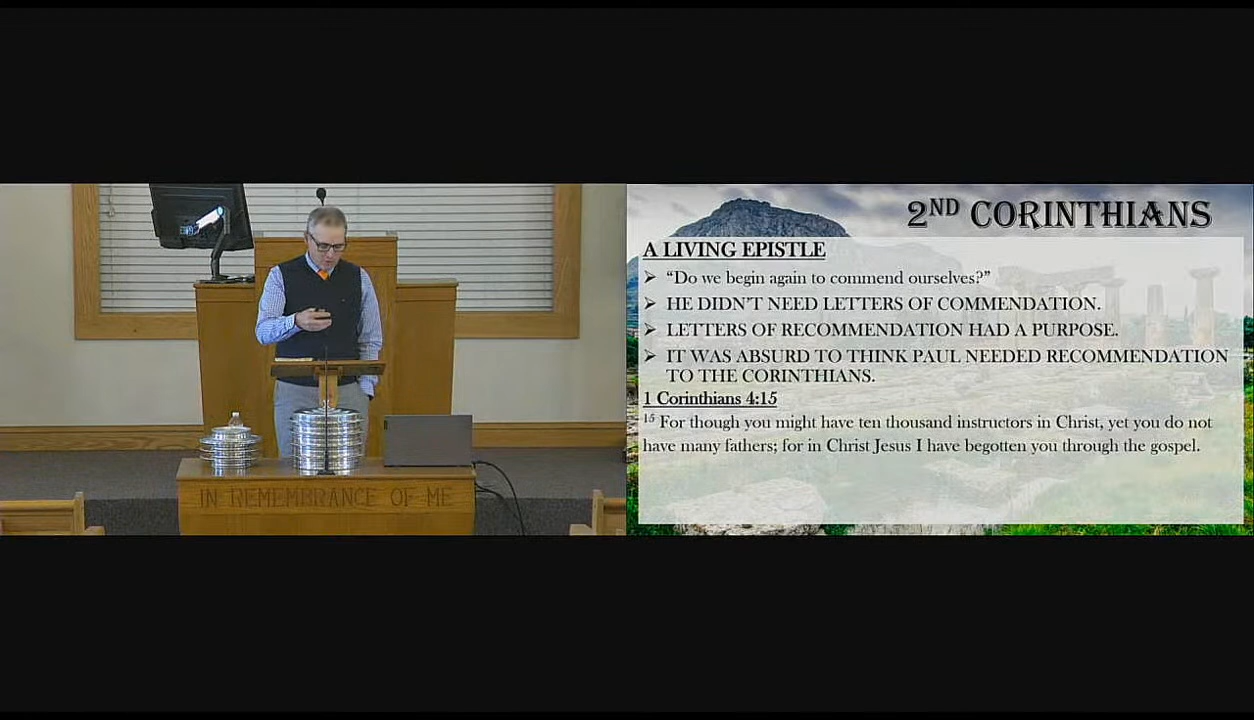 2ND CORINTHIANS
A LIVING EPISTLE
➢ “Do we begin again to commend ourselves?”
➢ HE DIDN’T NEED LETTERS OF COMMENDATION.
➢ LETTERS OF RECOMMENDATION HAD A PURPOSE.
➢ IT WAS ABSURD TO THINK PAUL NEEDED RECOMMENDATION
TO THE CORINTHIANS.
1 Corinthians 4:15
15 For though you might have ten thousand instructors in Christ, yet you do not
have many fathers; for in Christ Jesus I have begotten you through the gospel.
IN REMEMBRANCE OF ME